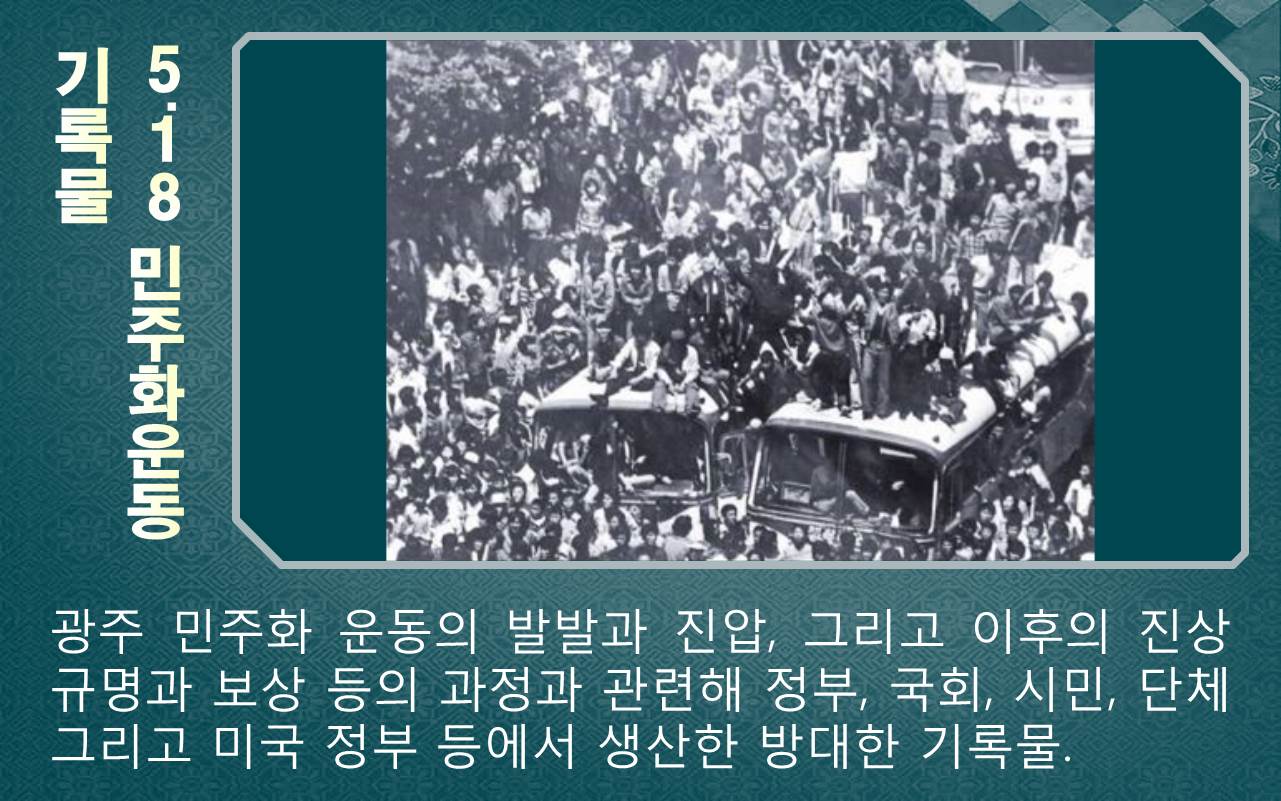 5·18 민주화운동
기록물
광주 민주화 운동의 발발과 진압, 그리고 이후의 진상
규명과 보상 등의 과정과 관련해 정부, 국회, 시민, 단체
그리고 미국 정부 등에서 생산한 방대한 기록물.